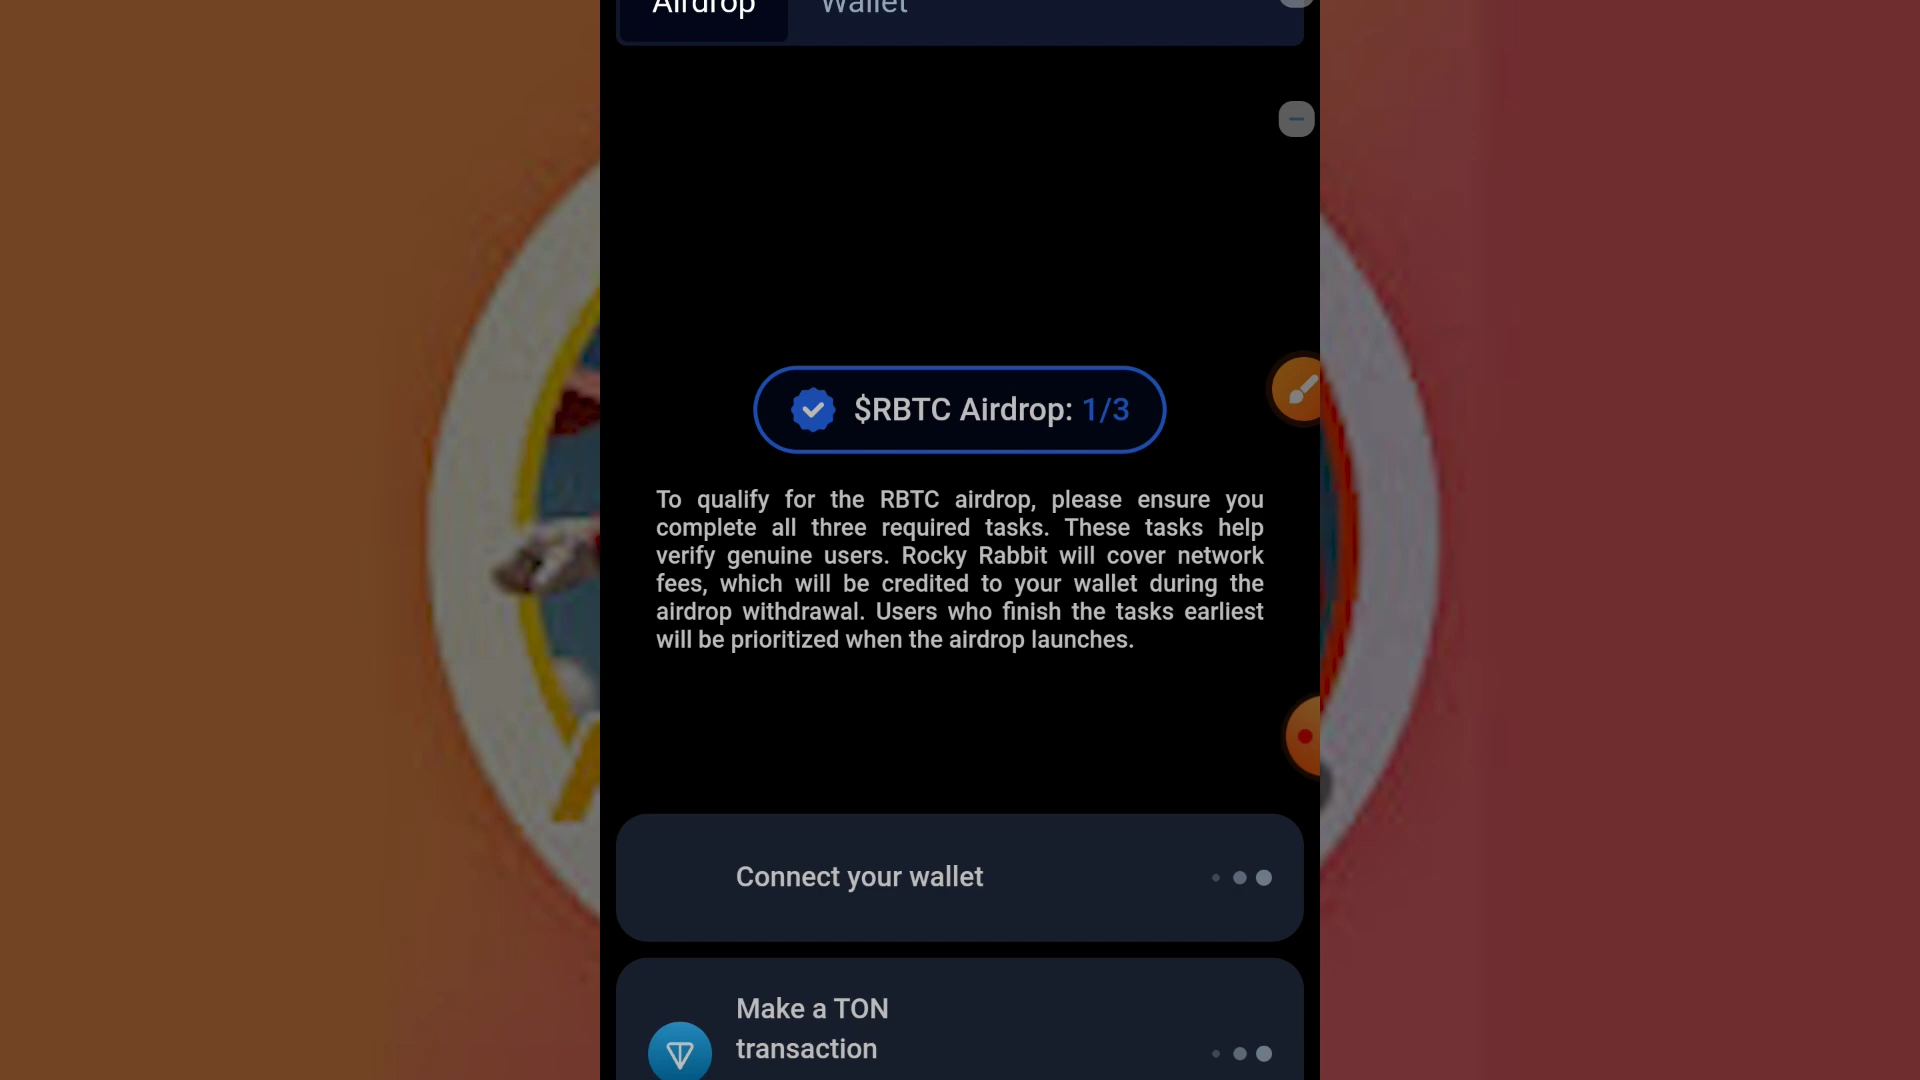 Airdrop Wallet
$RBTC Airdrop: 1/3
To qualify for the RBTC airdrop, please ensure you
complete all three required tasks. These tasks help
verify genuine users. Rocky Rabbit will cover network
fees, which will be credited to your wallet during the
airdrop withdrawal. Users who finish the tasks earliest
will be prioritized when the airdrop launches.
Connect your wallet
Make a TON
transaction